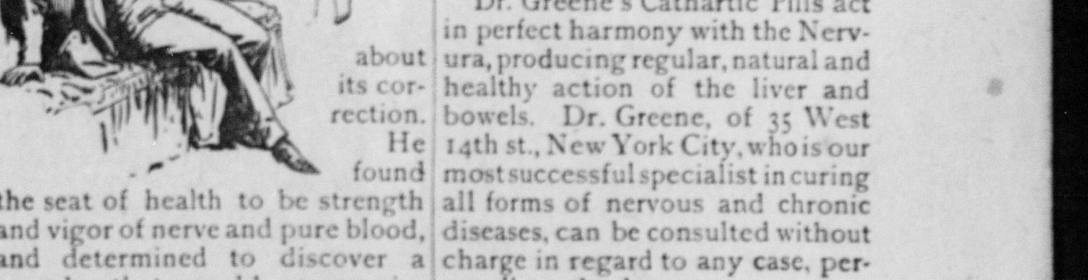 about
its cor-
rection.
He
found
the seat of health to be strength
and vigor of nerve and pure blood,
and determined to discover a
Dr. Greene's Cathartic Pills act
in perfect harmony with the Nerv-
ura, producing regular, natural and
healthy action of the liver and
bowels. Dr. Greene, of 35 West
14th st., New York City, who is our
most successful specialist in curing
all forms of nervous and chronic
diseases, can be consulted without
charge in regard to any case, per-